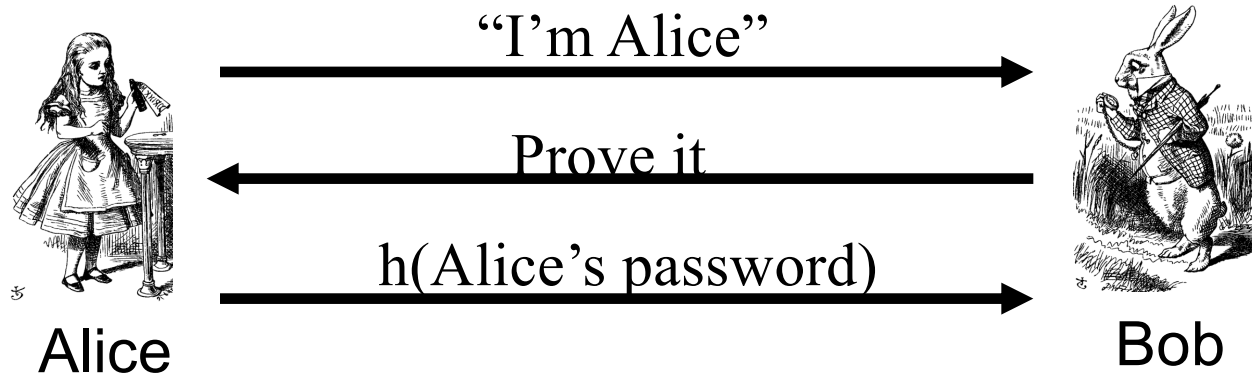 “I’m Alice”
Prove it
h(Alice’s password)
Alice
Bob